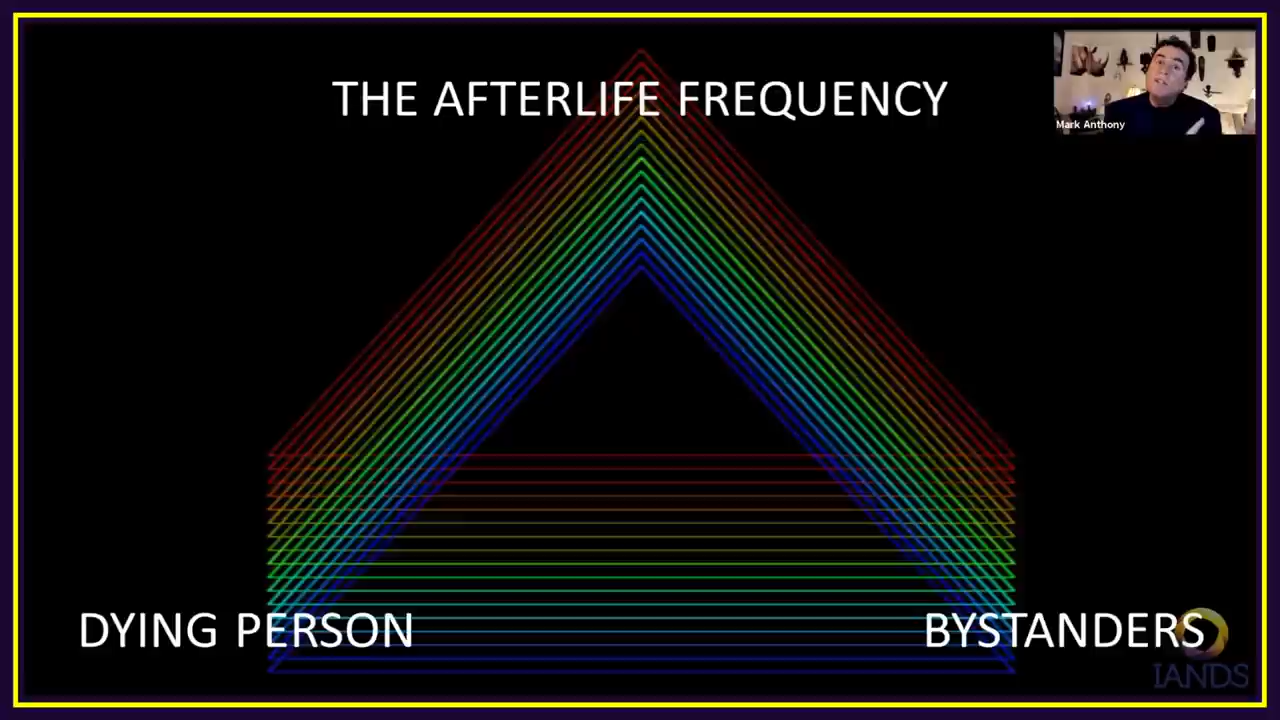 THE AFTERLIFE FREQUENCY
Mark Anthony
DYING PERSON
BYSTANDERS
IANDS